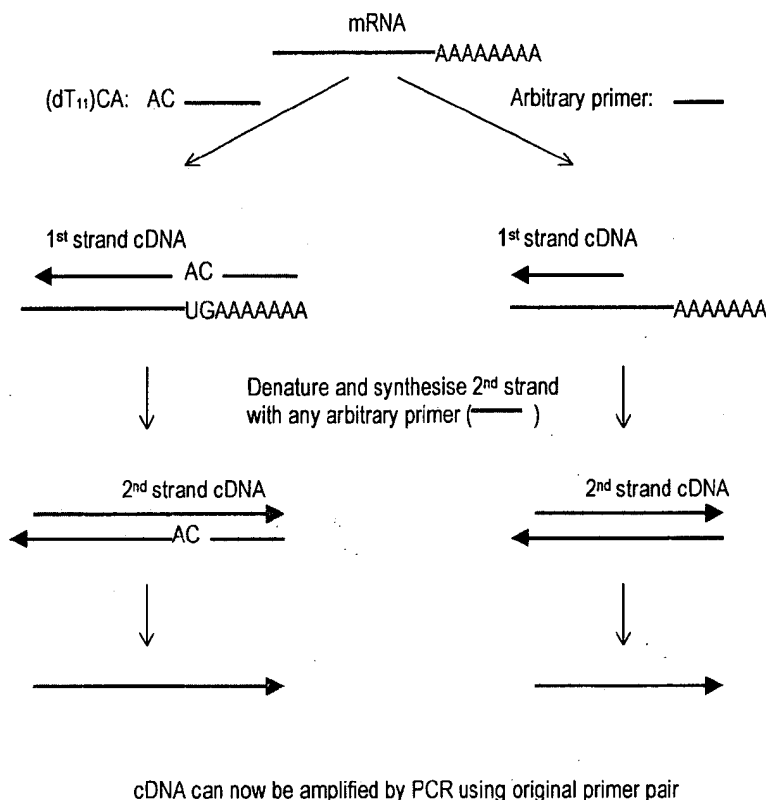 mRNA
AAAAAAAA
(dT₁₁)CA: AC
Arbitrary primer:
1st strand cDNA
AC
UGAAAAAAA
1st strand cDNA
AAAAAAA
Denature and synthesise 2nd strand
with any arbitrary primer ( )
2nd strand cDNA
AC
2nd strand cDNA
cDNA can now be amplified by PCR using original primer pair